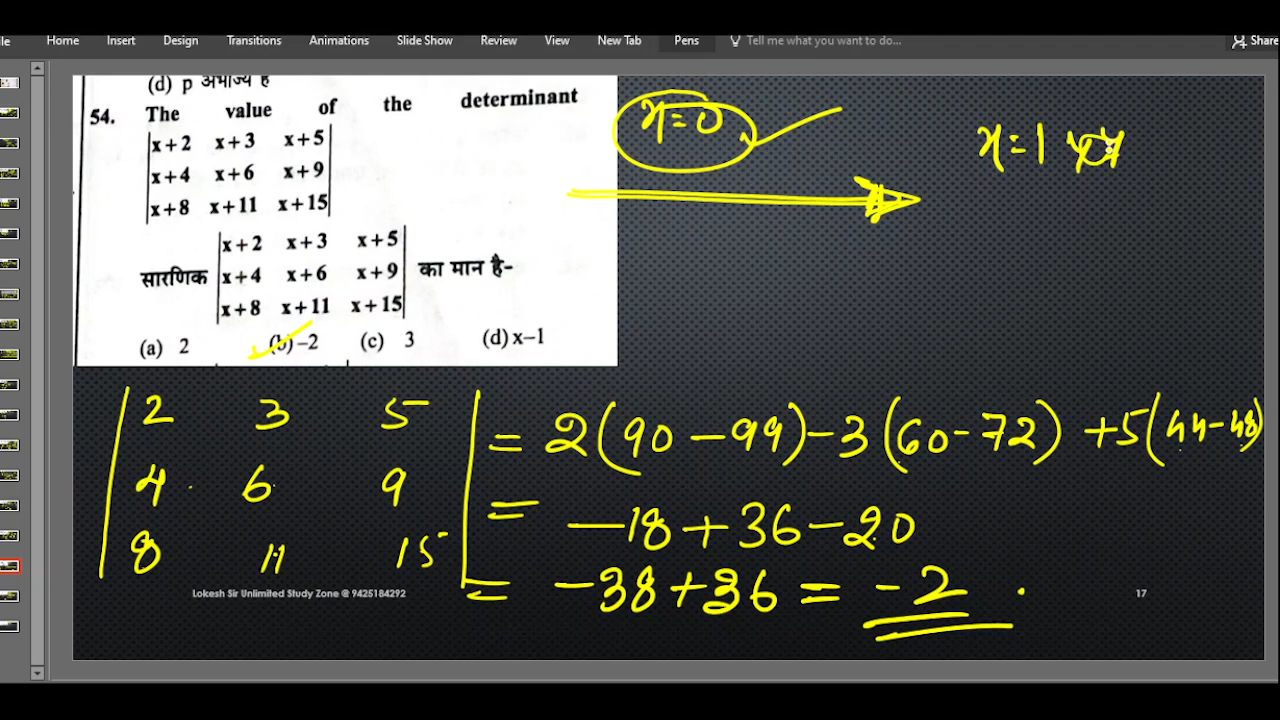 ile Home Insert Design Transitions Animations Slide Show Review View New Tab Pens Tell me what you want to do... Share
(d) p अभाज्य है
54. The value of the determinant
x+2 x+3 x+5
x+4 x+6 x+9
x+8 x+11 x+15
x+2 x+3 x+5
सारणिक x+4 x+6 x+9 का मान है-
x+8 x+11 x+15
(a) 2 (b) –2 (c) 3 (d) x–1
x=0
x=1
2 3 5
4 6 9
8 11 15
= 2(90-99)-3(60-72) +5(44-48)
= -18+36-20
= -38+36 = -2
Lokesh Sir Unlimited Study Zone @ 9425184292
17